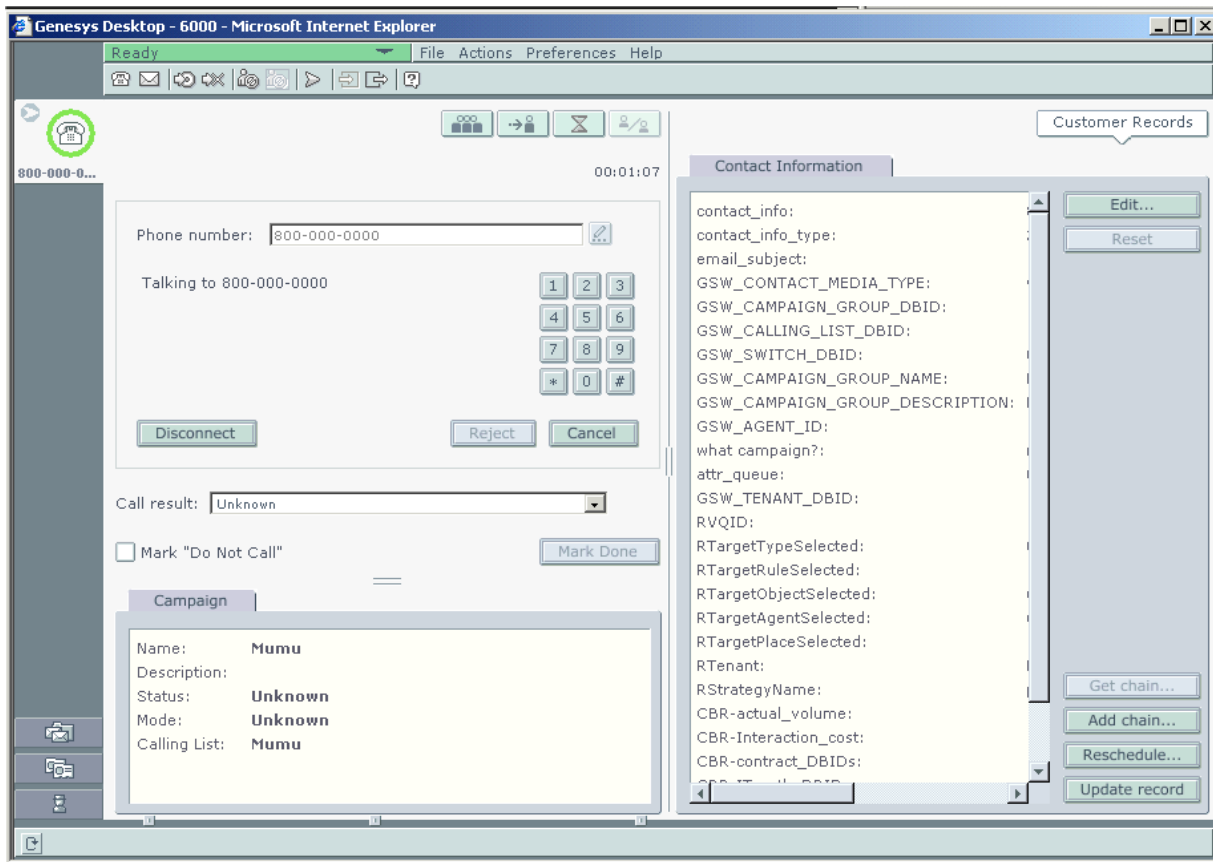 Genesys Desktop - 6000 - Microsoft Internet Explorer
Ready
File Actions Preferences Help
800-000-0...
00:01:07
Customer Records
Phone number: 800-000-0000
Talking to 800-000-0000
1 2 3
4 5 6
7 8 9
* 0 #
Disconnect Reject Cancel
Call result: Unknown
Mark "Do Not Call" Mark Done
Campaign
Name: Mumu
Description:
Status: Unknown
Mode: Unknown
Calling List: Mumu
Contact Information
contact_info:
contact_info_type:
email_subject:
GSW_CONTACT_MEDIA_TYPE:
GSW_CAMPAIGN_GROUP_DBID:
GSW_CALLING_LIST_DBID:
GSW_SWITCH_DBID:
GSW_CAMPAIGN_GROUP_NAME:
GSW_CAMPAIGN_GROUP_DESCRIPTION:
GSW_AGENT_ID:
what campaign?:
attr_queue:
GSW_TENANT_DBID:
RVQID:
RTargetTypeSelected:
RTargetRuleSelected:
RTargetObjectSelected:
RTargetAgentSelected:
RTargetPlaceSelected:
RTenant:
RStrategyName:
CBR-actual_volume:
CBR-Interaction_cost:
CBR-contract_DBIDs:
Edit...
Reset
Get chain...
Add chain...
Reschedule...
Update record